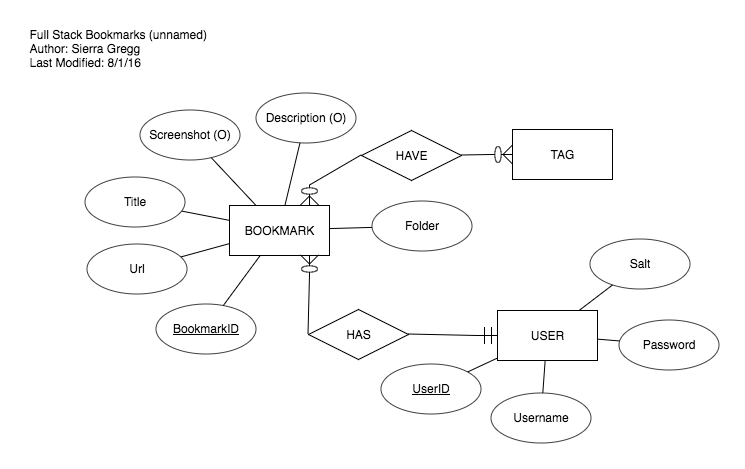 Full Stack Bookmarks (unnamed)
Author: Sierra Gregg
Last Modified: 8/1/16
Description (O)
Screenshot (O)
HAVE
TAG
Title
Folder
BOOKMARK
Url
Salt
BookmarkID
HAS
USER
Password
UserID
Username